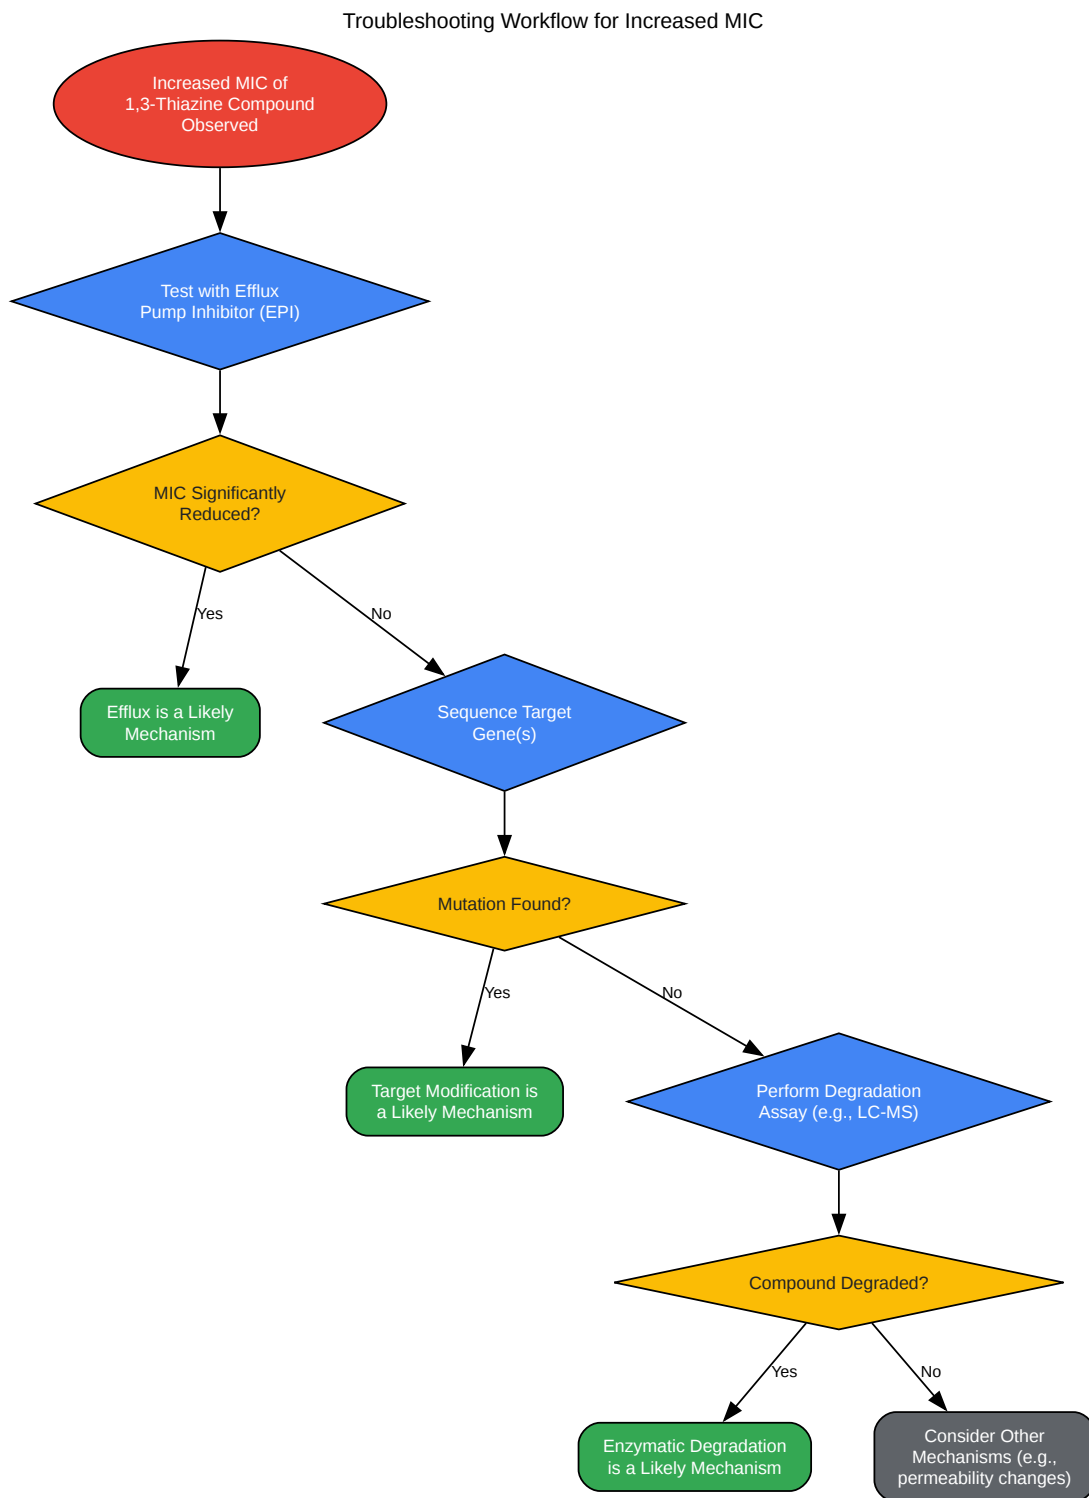 Troubleshooting Workflow for Increased MIC
Increased MIC of
1,3-Thiazine Compound
Observed
Test with Efflux
Pump Inhibitor (EPI)
MIC Significantly
Reduced?
Yes
No
Efflux is a Likely
Mechanism
Sequence Target
Gene(s)
Mutation Found?
Yes
No
Target Modification is
a Likely Mechanism
Perform Degradation
Assay (e.g., LC-MS)
Compound Degraded?
Yes
No
Enzymatic Degradation
is a Likely Mechanism
Consider Other
Mechanisms (e.g.,
permeability changes)